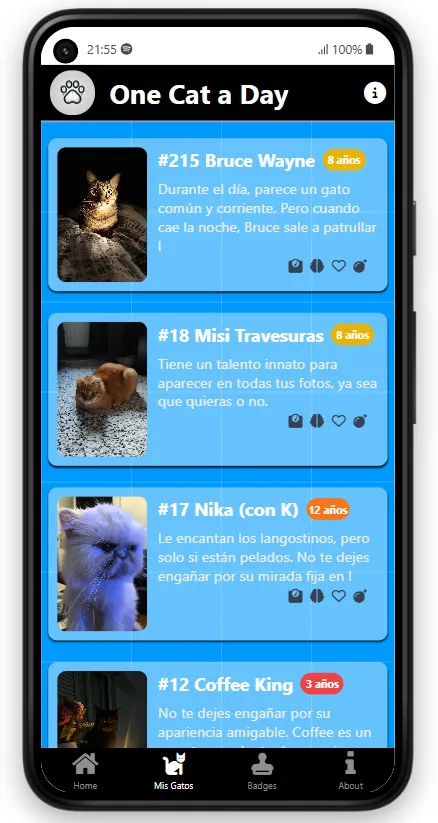 21:55 100%
One Cat a Day
#215 Bruce Wayne 8 años
Durante el día, parece un gato
común y corriente. Pero cuando
cae la noche, Bruce sale a patrullar
l
#18 Misi Travesuras 8 años
Tiene un talento innato para
aparecer en todas tus fotos, ya sea
que quieras o no.
#17 Nika (con K) 12 años
Le encantan los langostinos, pero
solo si están pelados. No te dejes
engañar por su mirada fija en l
#12 Coffee King 3 años
No te dejes engañar por su
apariencia amigable. Coffee es un
Home Mis Gatos Badges About